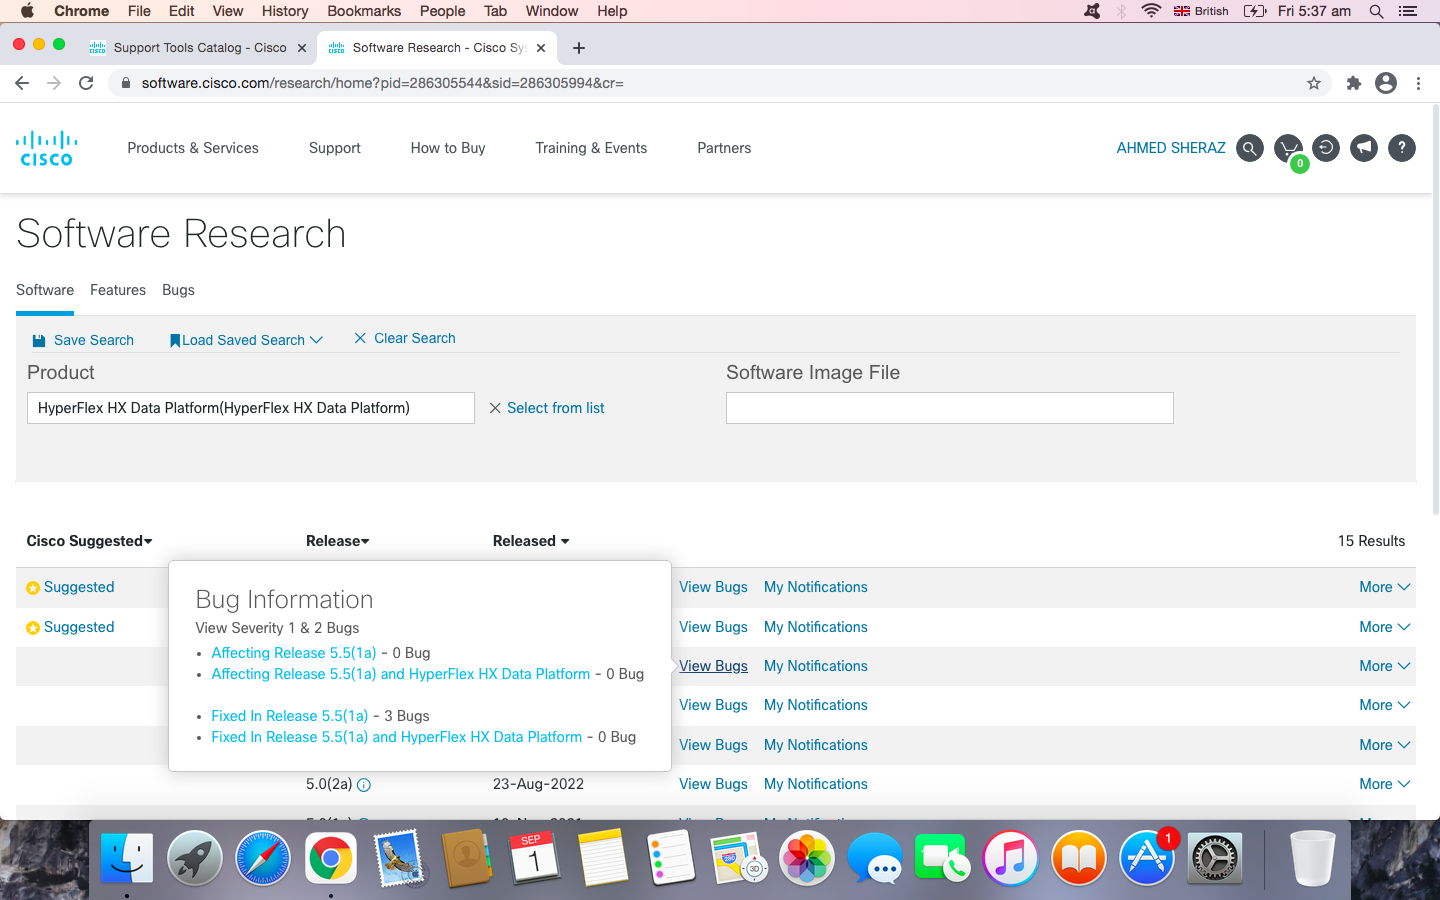 Chrome File Edit View History Bookmarks People Tab Window Help British Fri 5:37 am
Support Tools Catalog - Cisco
Software Research - Cisco Sy
software.cisco.com/research/home?pid=286305544&sid=286305994&cr=
CISCO
Products & Services Support How to Buy Training & Events Partners AHMED SHERAZ ?
0
Software Research
Software Features Bugs
Save Search Load Saved Search Clear Search
Product Software Image File
HyperFlex HX Data Platform(HyperFlex HX Data Platform) Select from list
Cisco Suggested Release Released 15 Results
Suggested View Bugs My Notifications More
Suggested View Bugs My Notifications More
View Bugs My Notifications More
View Bugs My Notifications More
View Bugs My Notifications More
Bug Information
View Severity 1 & 2 Bugs
• Affecting Release 5.5(1a) - 0 Bug
• Affecting Release 5.5(1a) and HyperFlex HX Data Platform - 0 Bug
• Fixed In Release 5.5(1a) - 3 Bugs
• Fixed In Release 5.5(1a) and HyperFlex HX Data Platform - 0 Bug
5.0(2a) 23-Aug-2022 View Bugs My Notifications More
SEP
1
3D
1